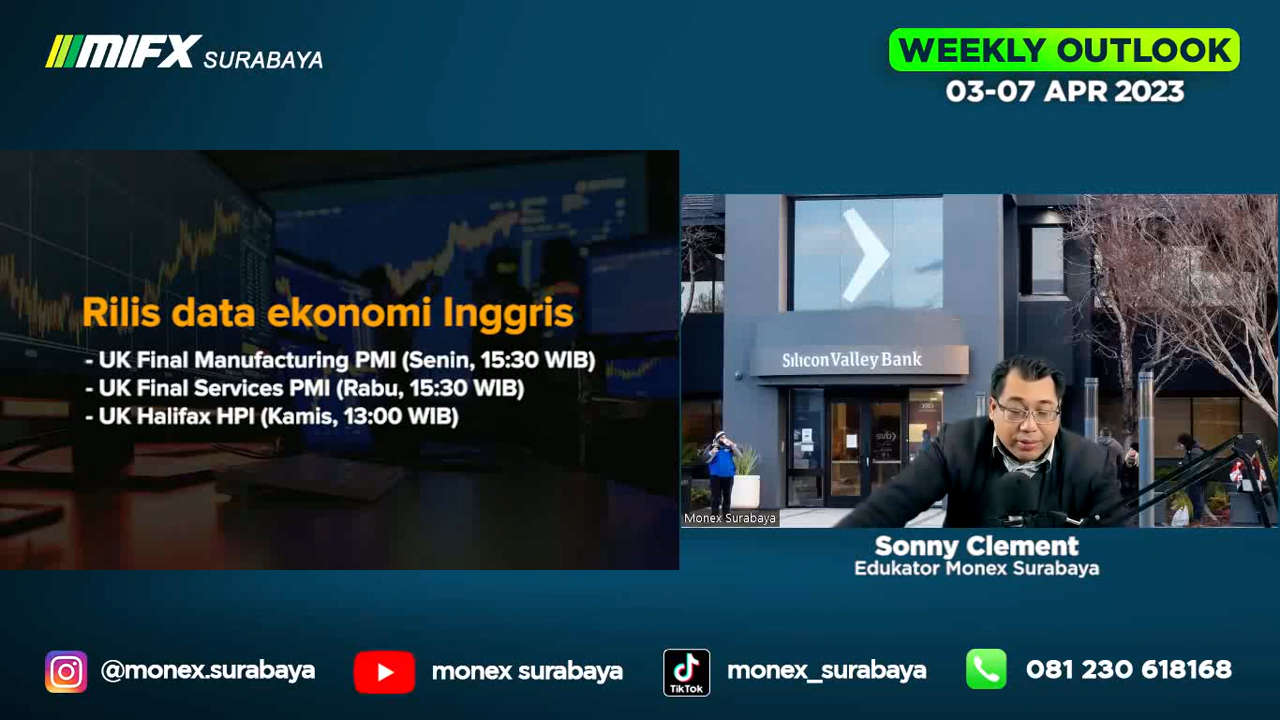 MIFX SURABAYA
WEEKLY OUTLOOK
03-07 APR 2023
Rilis data ekonomi Inggris
- UK Final Manufacturing PMI (Senin, 15:30 WIB)
- UK Final Services PMI (Rabu, 15:30 WIB)
- UK Halifax HPI (Kamis, 13:00 WIB)
Silicon Valley Bank
svb
Monex Surabaya
Sonny Clement
Edukator Monex Surabaya
@monex.surabaya
monex surabaya
TikTok
monex_surabaya
081 230 618168